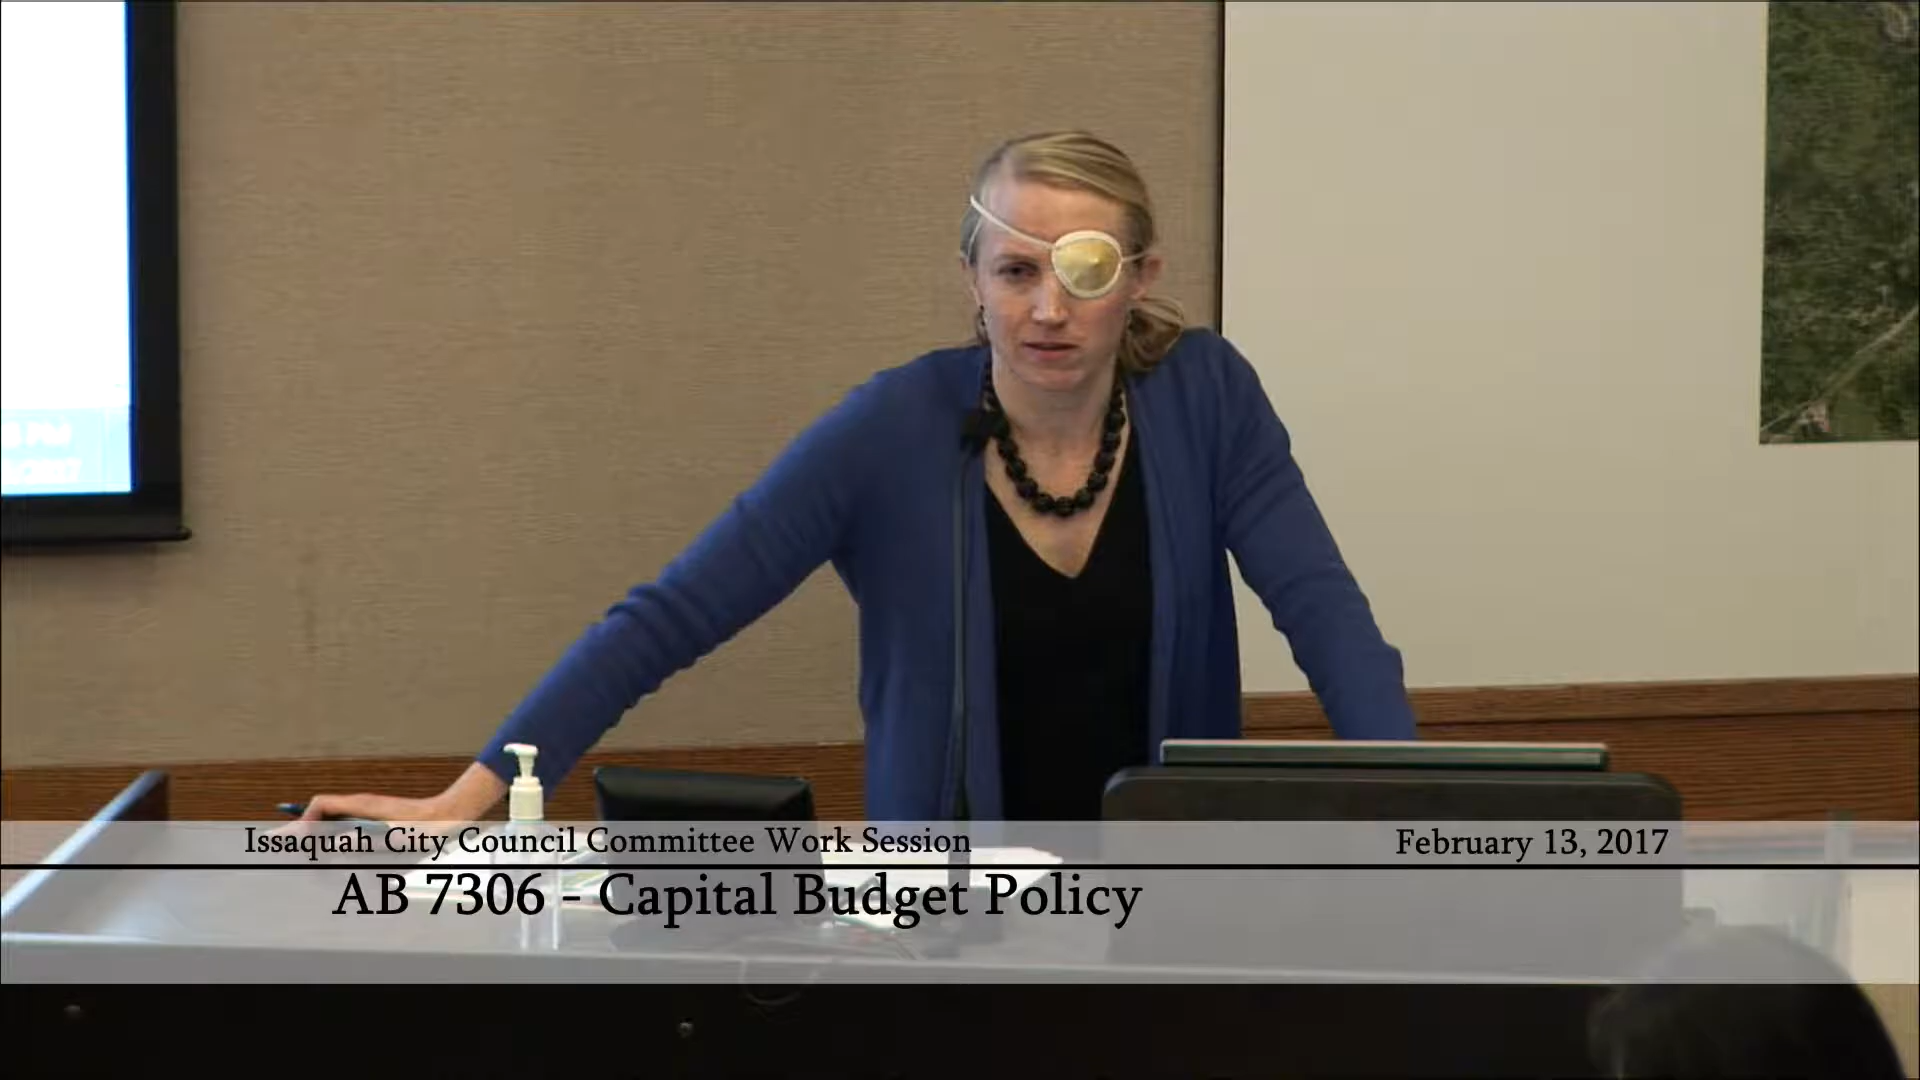 Issaquah City Council Committee Work Session
February 13, 2017
AB 7306 - Capital Budget Policy